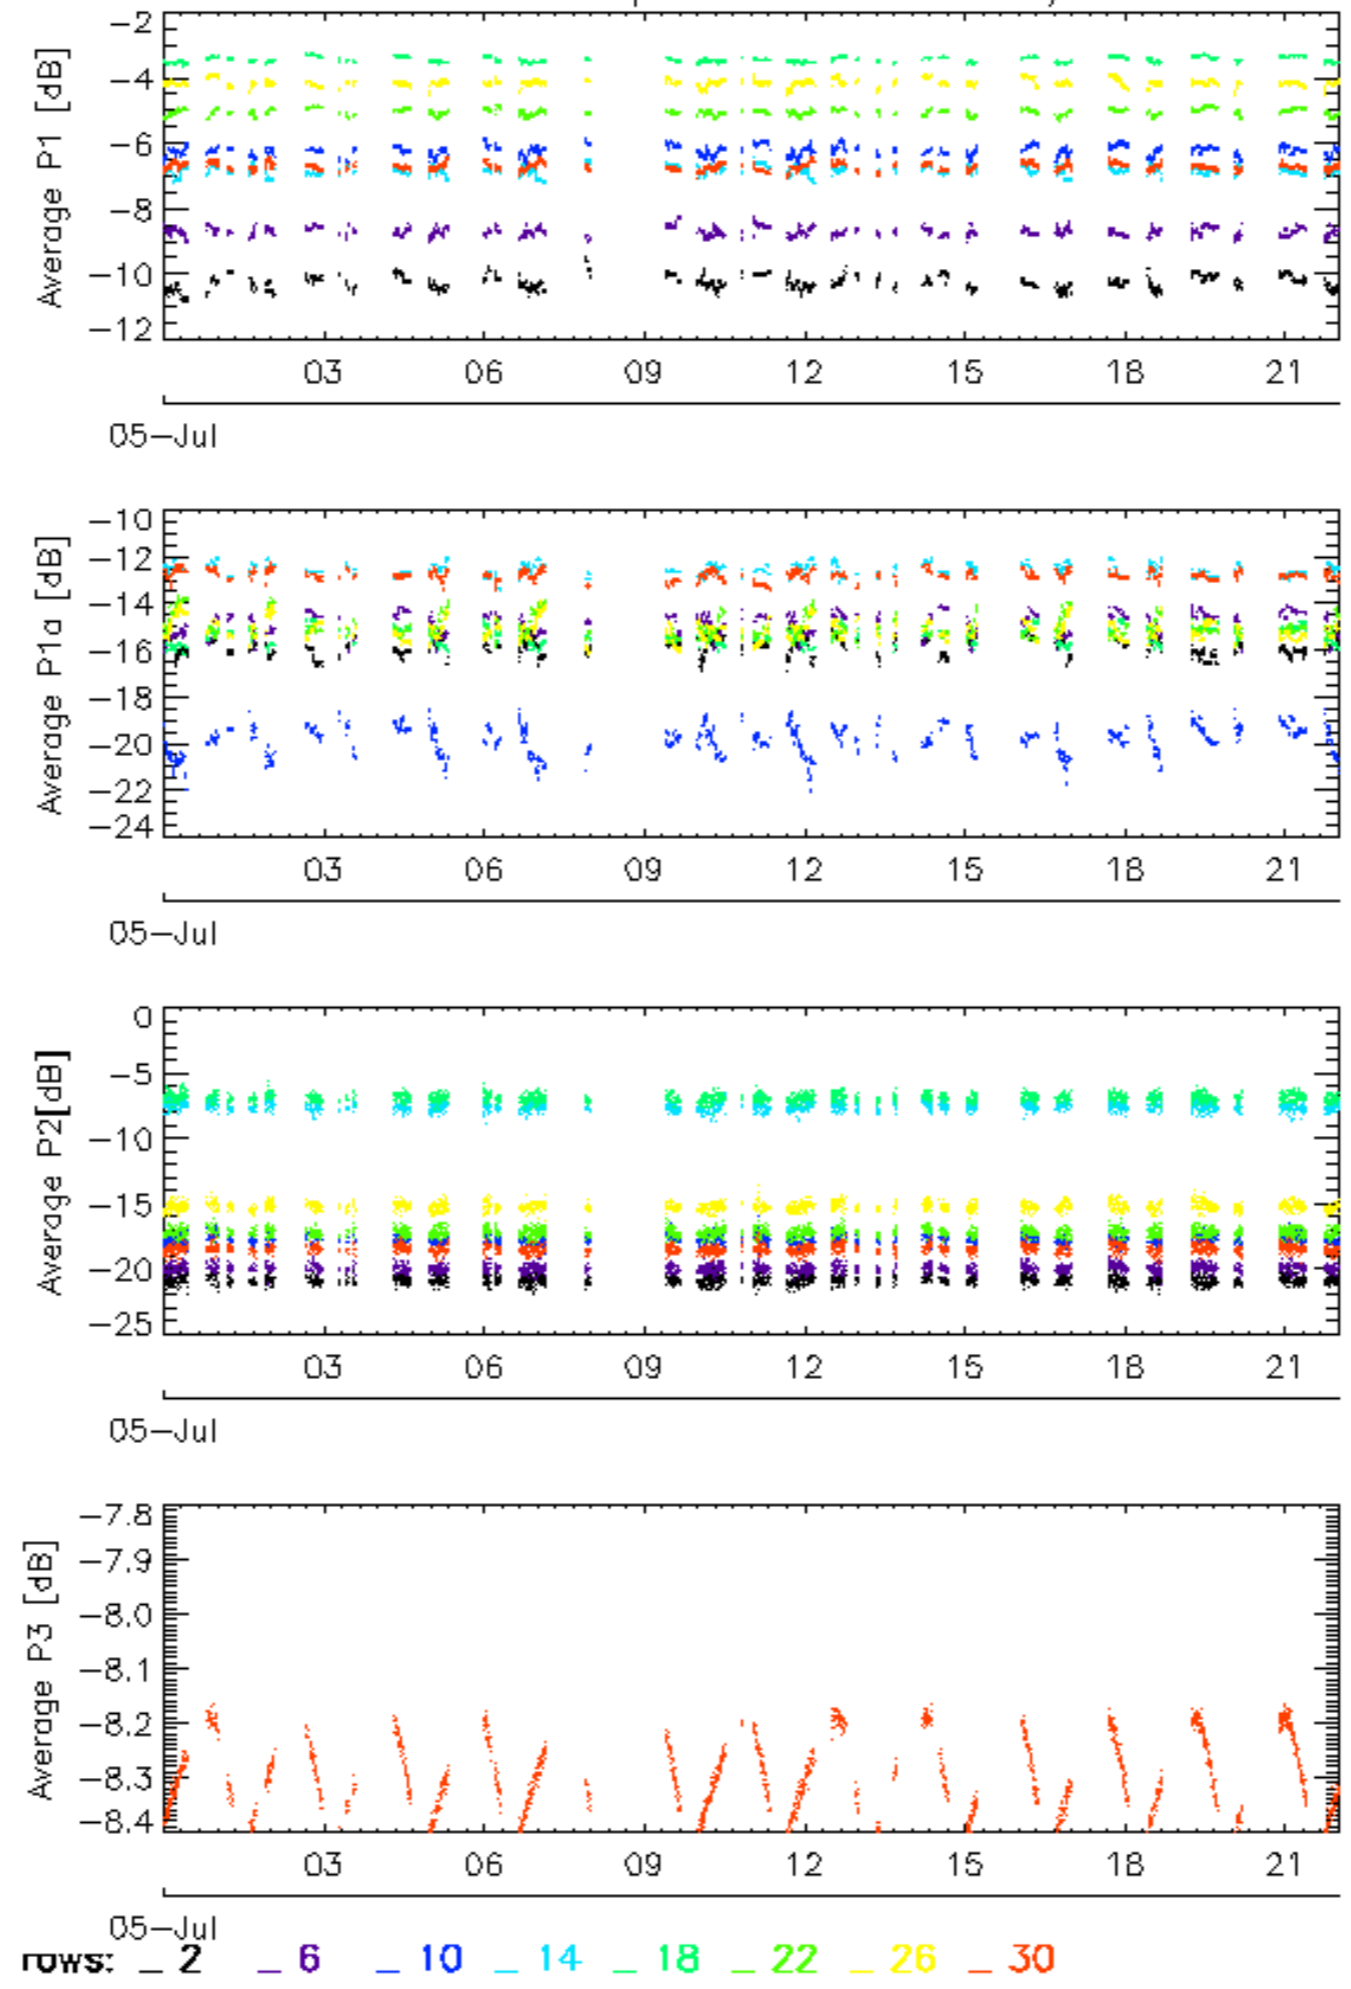 Average P1 [dB]
−2
−4
−6
−8
−10
−12
03 06 09 12 15 18 21
05−Jul
Average P1a [dB]
−10
−12
−14
−16
−18
−20
−22
−24
03 06 09 12 15 18 21
05−Jul
Average P2[dB]
0
−5
−10
−15
−20
−25
03 06 09 12 15 18 21
05−Jul
Average P3 [dB]
−7.8
−7.9
−8.0
−8.1
−8.2
−8.3
−8.4
03 06 09 12 15 18 21
05−Jul
rows: _ 2 _ 6 _ 10 _ 14 _ 18 _ 22 _ 26 _ 30